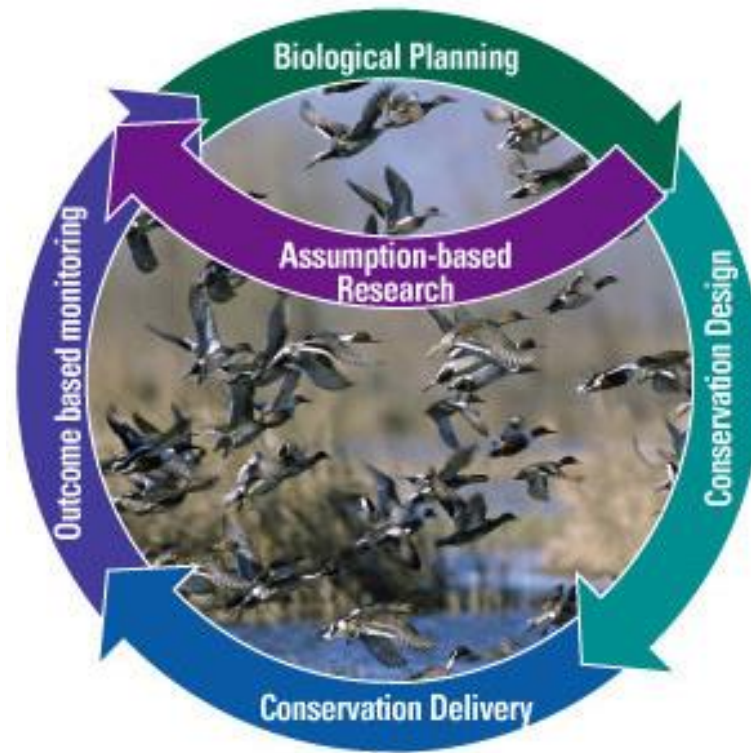 Biological Planning
Assumption-based
Research
Conservation Design
Conservation Delivery
Outcome based monitoring